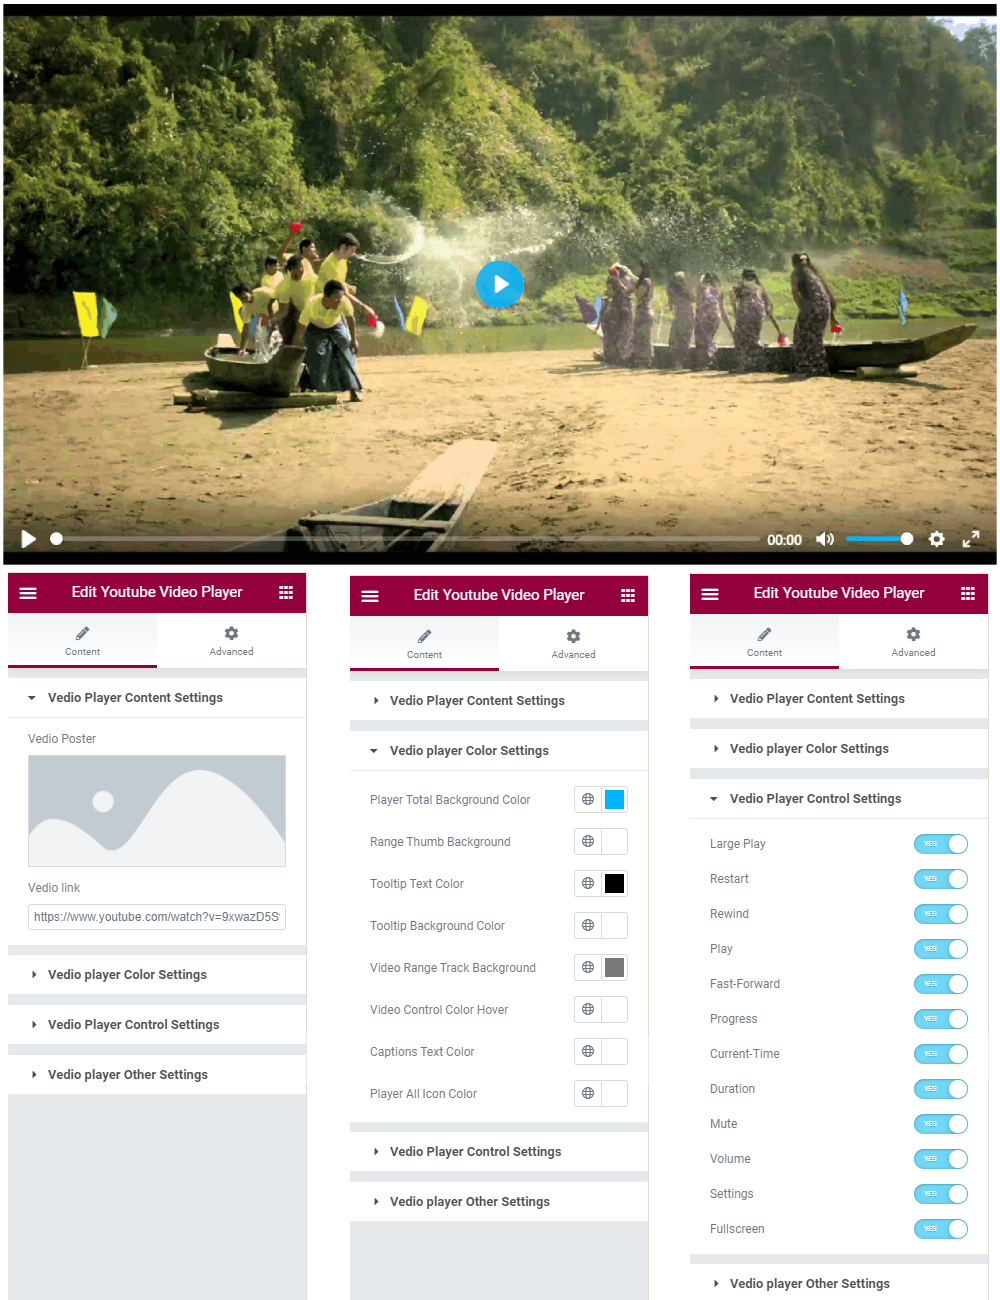 00:00
Edit Youtube Video Player
Content
Advanced
Vedio Player Content Settings
Vedio Poster
Vedio link
https://www.youtube.com/watch?v=9xwazD5S
Vedio player Color Settings
Vedio Player Control Settings
Vedio player Other Settings
Edit Youtube Video Player
Content
Advanced
Vedio Player Content Settings
Vedio player Color Settings
Player Total Background Color
Range Thumb Background
Tooltip Text Color
Tooltip Background Color
Video Range Track Background
Video Control Color Hover
Captions Text Color
Player All Icon Color
Vedio Player Control Settings
Vedio player Other Settings
Edit Youtube Video Player
Content
Advanced
Vedio Player Content Settings
Vedio player Color Settings
Vedio Player Control Settings
Large Play YES
Restart YES
Rewind YES
Play YES
Fast-Forward YES
Progress YES
Current-Time YES
Duration YES
Mute YES
Volume YES
Settings YES
Fullscreen YES
Vedio player Other Settings